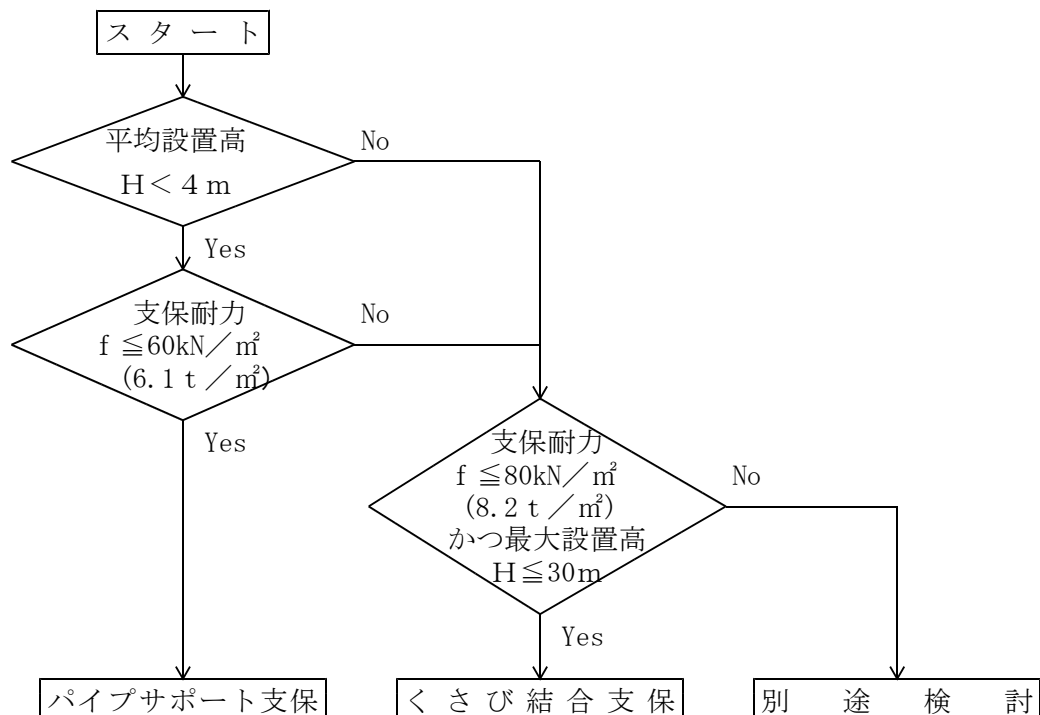 スタート
平均設置高
H<4m
No
Yes
支保耐力
f≦60kN/㎡
(6.1t/㎡)
No
Yes
支保耐力
f≦80kN/㎡
(8.2t/㎡)
かつ最大設置高
H≦30m
No
Yes
パイプサポート支保
くさび結合支保
別途検討